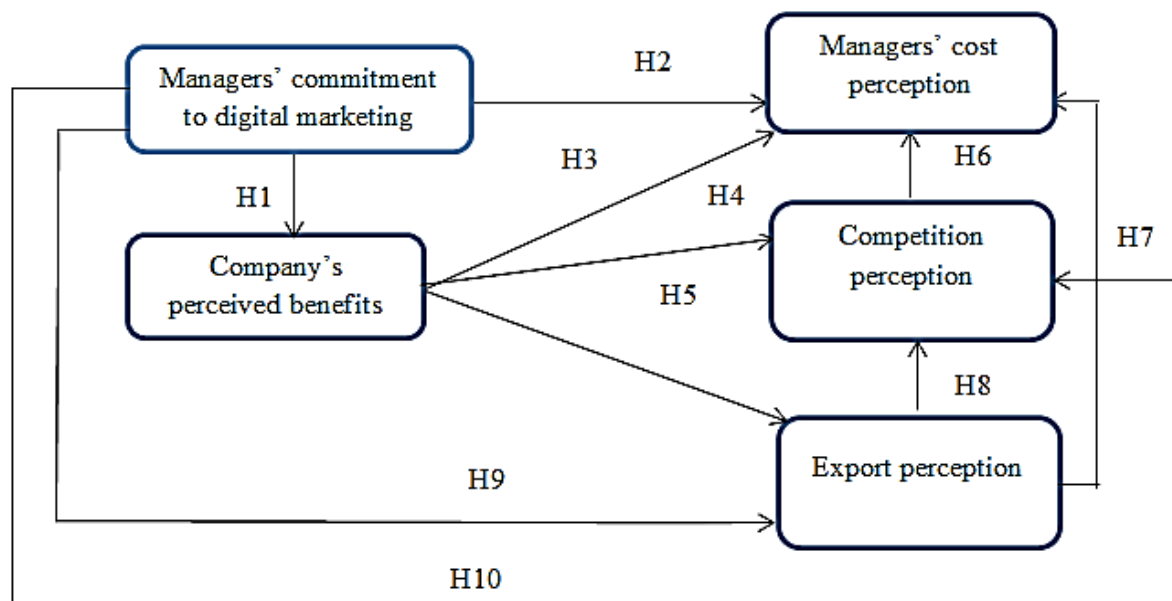 Managers’ commitment
to digital marketing
H2
Managers’ cost
perception
H1
H3
H6
H4
Company’s
perceived benefits
Competition
perception
H7
H5
H8
Export perception
H9
H10